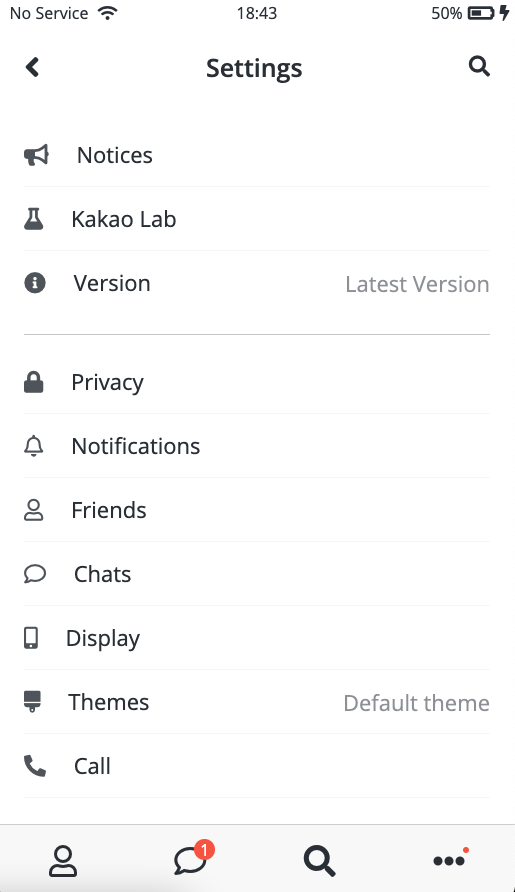 No Service 18:43 50%
Settings
Notices
Kakao Lab
Version Latest Version
Privacy
Notifications
Friends
Chats
Display
Themes Default theme
Call
1